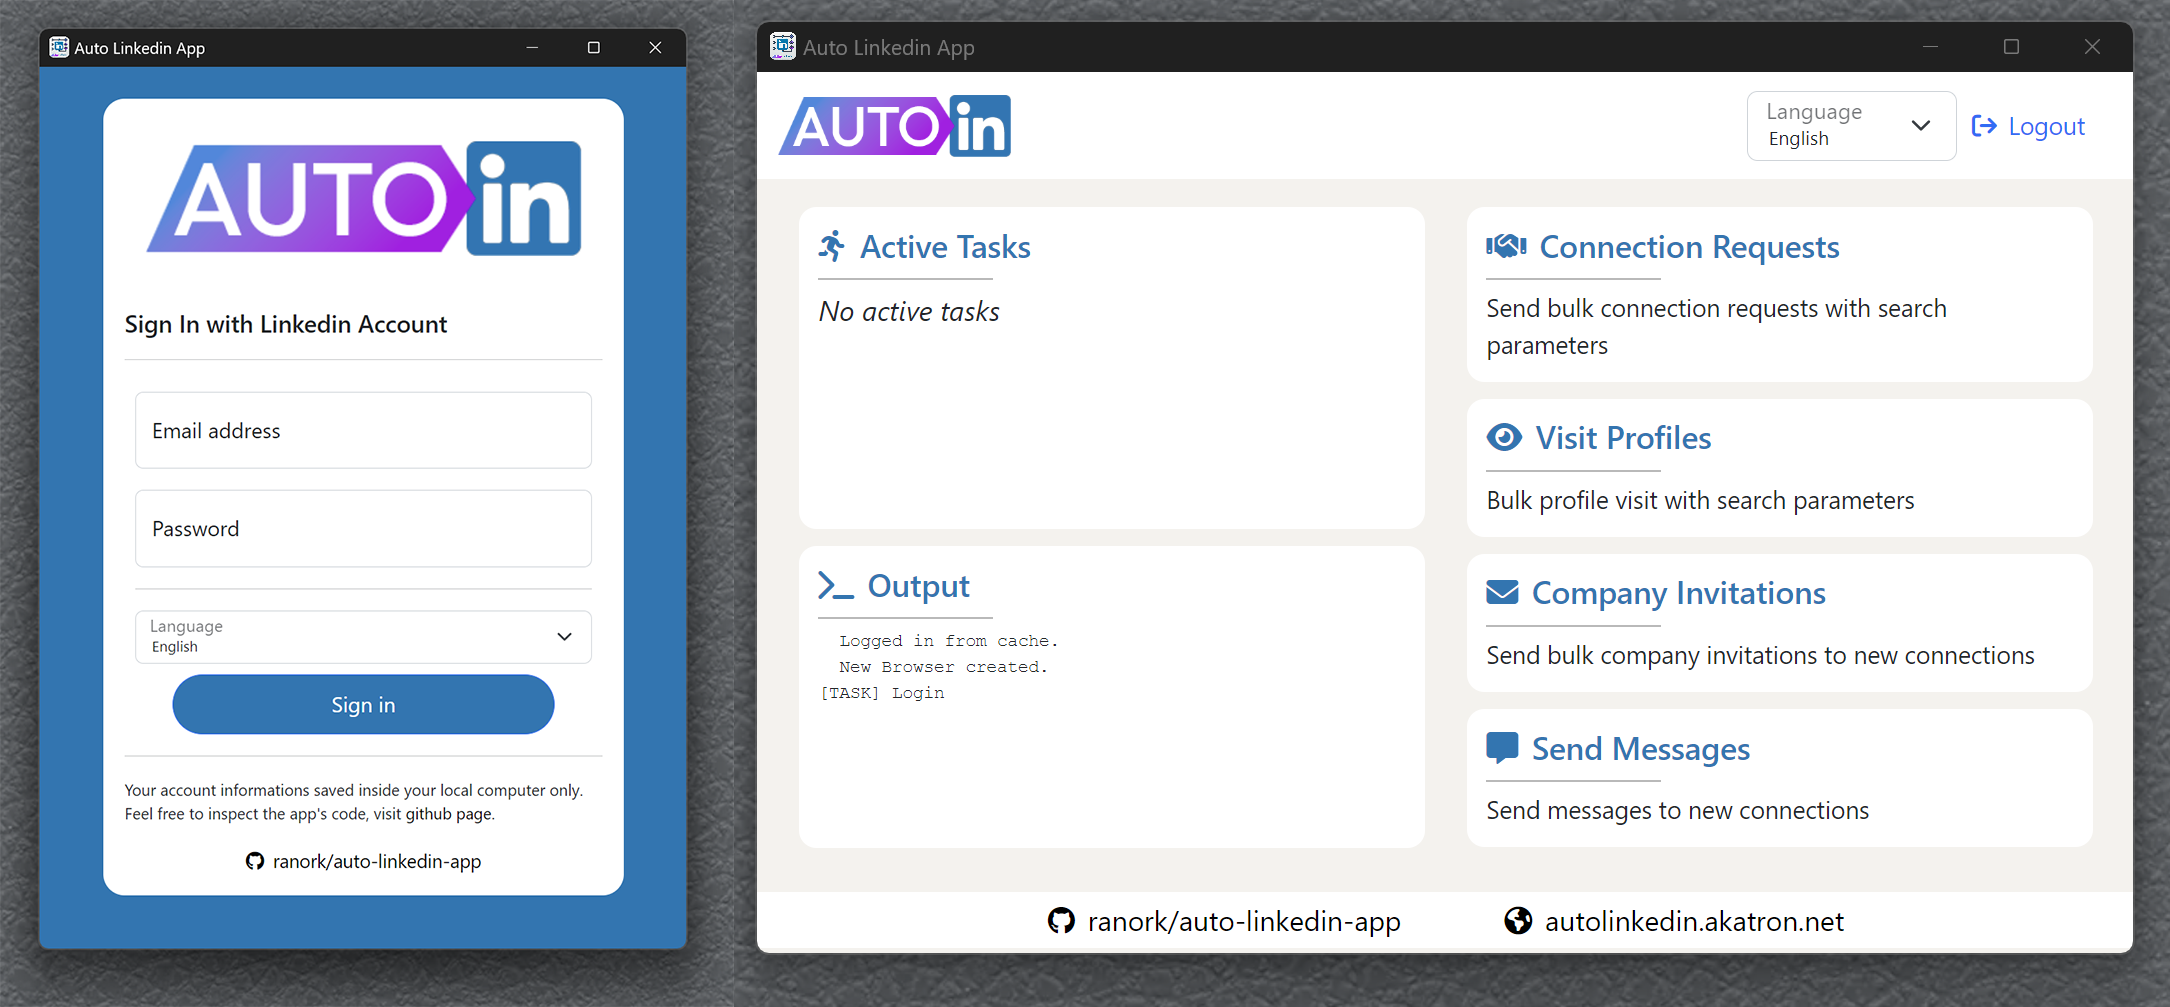 Auto Linkedin App
AUTO in
Sign In with Linkedin Account
Email address
Password
Language
English
Sign in
Your account informations saved inside your local computer only.
Feel free to inspect the app's code, visit github page.
ranork/auto-linkedin-app
Auto Linkedin App
AUTO in
Language
English
Logout
Active Tasks
No active tasks
Output
Logged in from cache.
New Browser created.
[TASK] Login
Connection Requests
Send bulk connection requests with search
parameters
Visit Profiles
Bulk profile visit with search parameters
Company Invitations
Send bulk company invitations to new connections
Send Messages
Send messages to new connections
ranork/auto-linkedin-app
autolinkedin.akatron.net